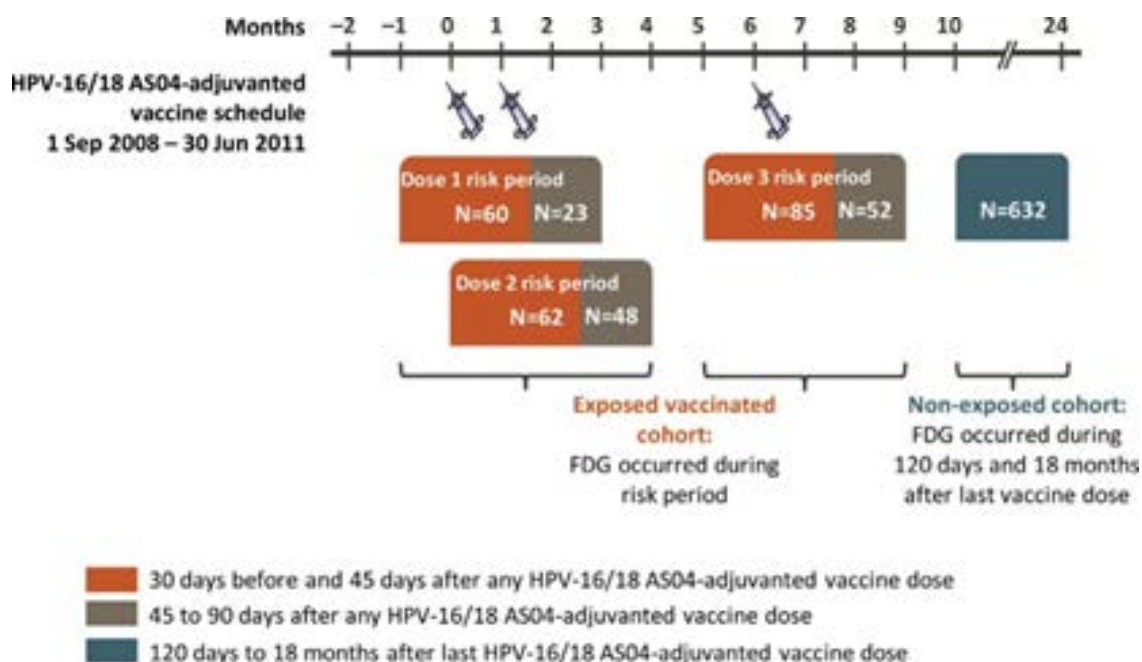 Months −2 −1 0 1 2 3 4 5 6 7 8 9 10 24
HPV-16/18 AS04-adjuvanted
vaccine schedule
1 Sep 2008 – 30 Jun 2011
Dose 1 risk period
N=60 N=23
Dose 3 risk period
N=85 N=52
N=632
Dose 2 risk period
N=62 N=48
Exposed vaccinated
cohort:
FDG occurred during
risk period
Non-exposed cohort:
FDG occurred during
120 days and 18 months
after last vaccine dose
30 days before and 45 days after any HPV-16/18 AS04-adjuvanted vaccine dose
45 to 90 days after any HPV-16/18 AS04-adjuvanted vaccine dose
120 days to 18 months after last HPV-16/18 AS04-adjuvanted vaccine dose